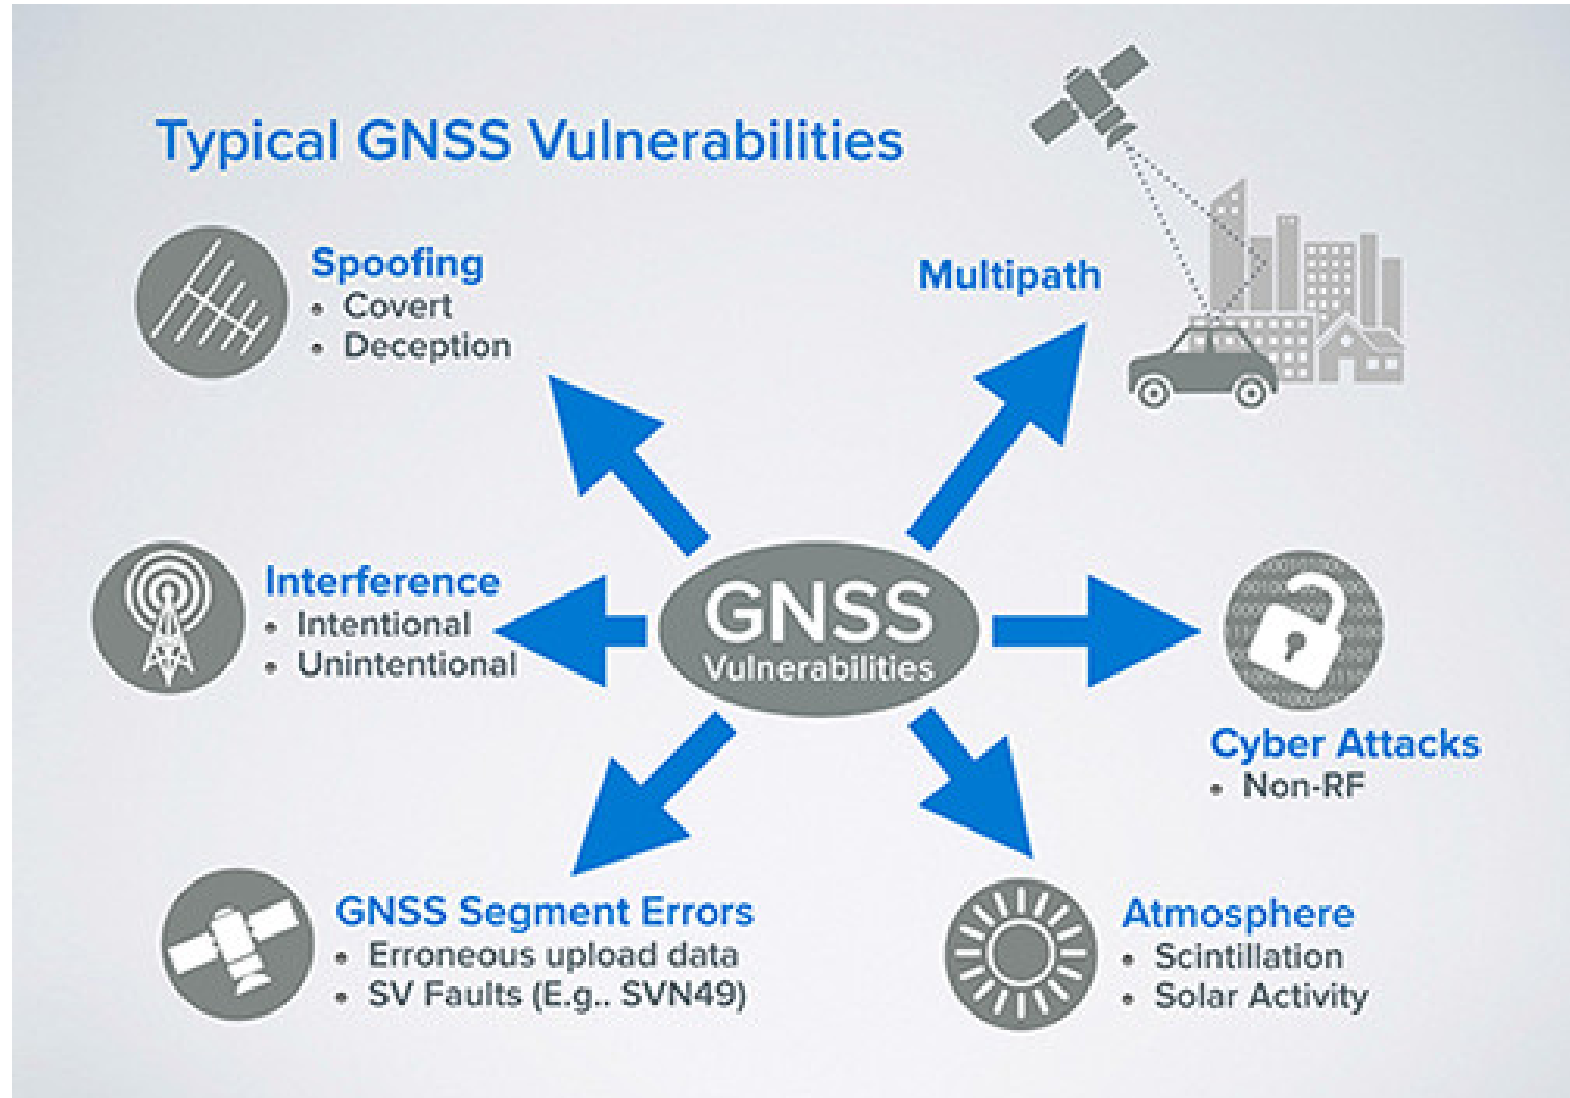 Typical GNSS Vulnerabilities
Spoofing
• Covert
• Deception
Multipath
Interference
• Intentional
• Unintentional
GNSS
Vulnerabilities
Cyber Attacks
• Non-RF
GNSS Segment Errors
• Erroneous upload data
• SV Faults (E.g.. SVN49)
Atmosphere
• Scintillation
• Solar Activity